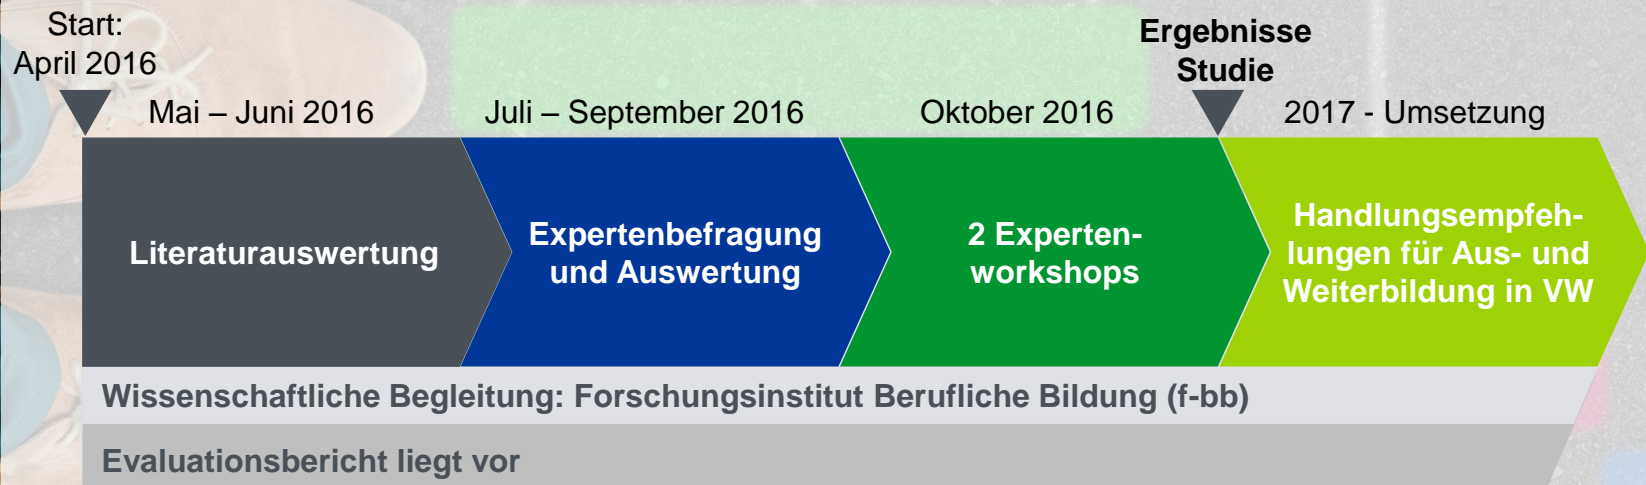 Start:
April 2016
Mai – Juni 2016
Juli – September 2016
Oktober 2016
Ergebnisse
Studie
2017 - Umsetzung
Literaturauswertung
Expertenbefragung
und Auswertung
2 Experten-
workshops
Handlungsempfeh-
lungen für Aus- und
Weiterbildung in VW
Wissenschaftliche Begleitung: Forschungsinstitut Berufliche Bildung (f-bb)
Evaluationsbericht liegt vor